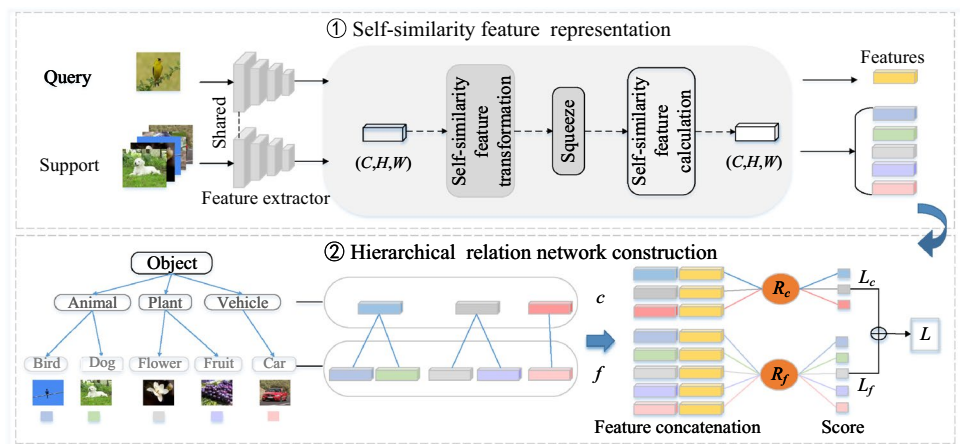 ① Self-similarity feature representation
Query
Support
Shared
Feature extractor
(C,H,W)
Self-similarity
feature
transformation
Squeeze
Self-similarity
feature
calculation
(C,H,W)
Features
② Hierarchical relation network construction
Object
Animal
Plant
Vehicle
Bird
Dog
Flower
Fruit
Car
c
f
R_c
R_f
L_c
L_f
L
Feature concatenation
Score